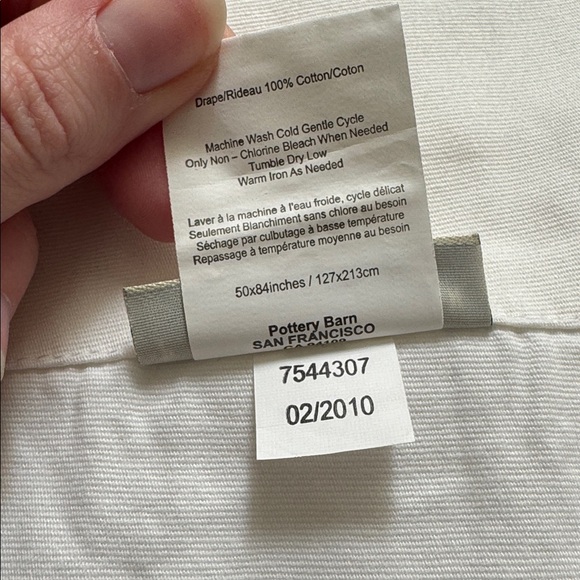 Drape/Rideau 100% Cotton/Coton
Machine Wash Cold Gentle Cycle
Only Non – Chlorine Bleach When Needed
Tumble Dry Low
Warm Iron As Needed
Laver à la machine à l'eau froide, cycle délicat
Seulement Blanchiment sans chlore au besoin
Séchage par culbutage à basse température
Repassage à température moyenne au besoin
50x84inches / 127x213cm
Pottery Barn
SAN FRANCISCO
7544307
02/2010